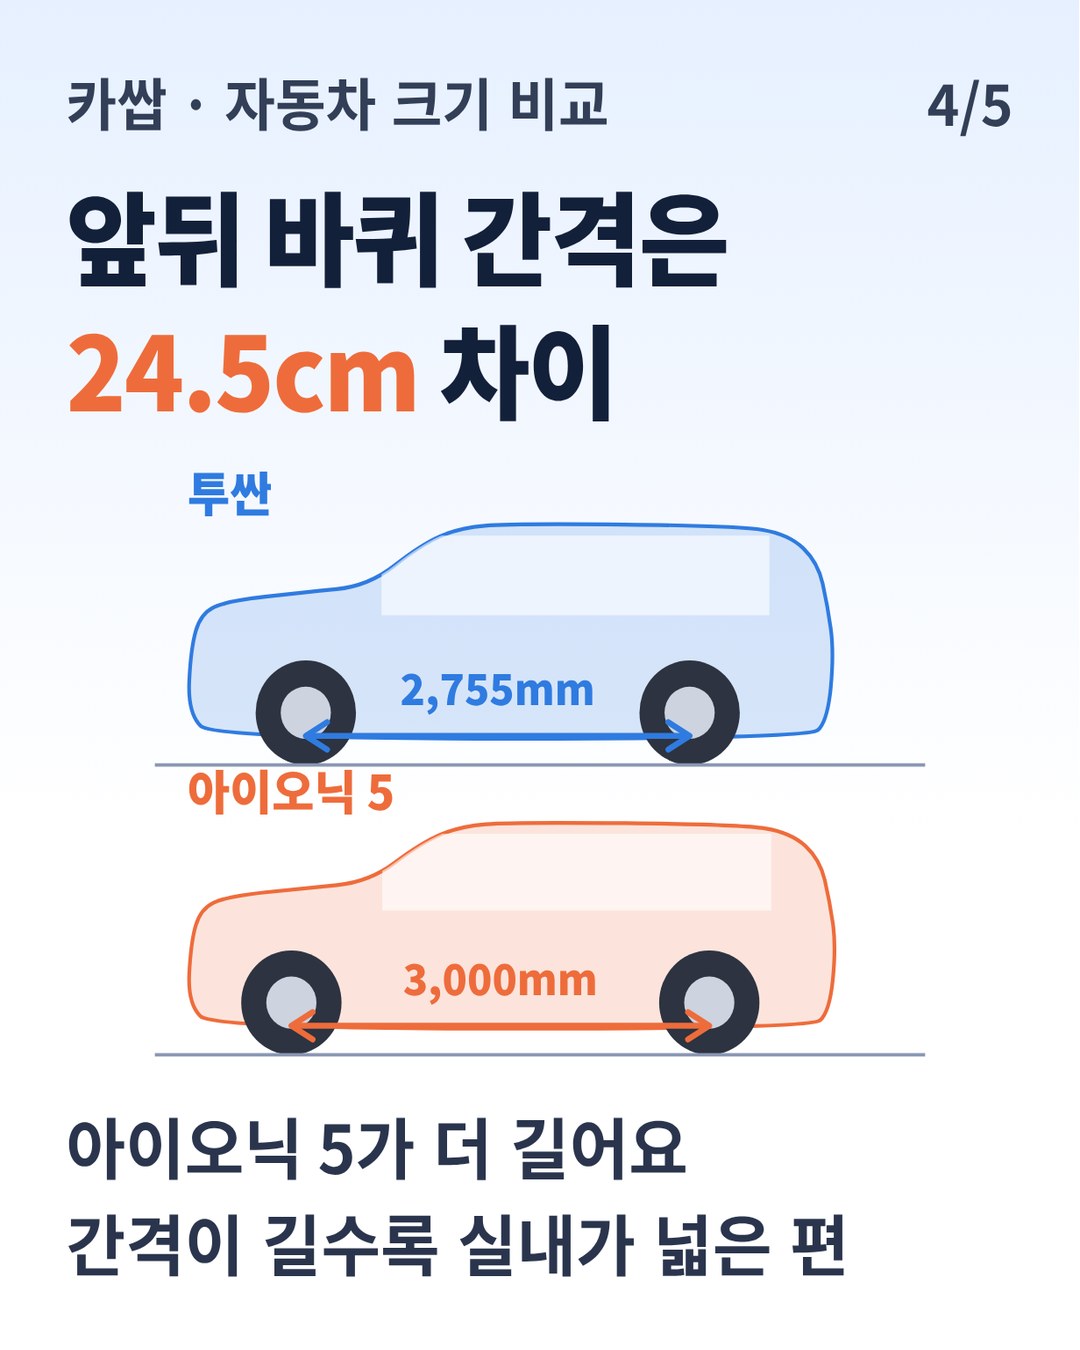 카쌉 · 자동차 크기 비교
4/5
앞뒤 바퀴 간격은
24.5cm 차이
투싼
2,755mm
아이오닉 5
3,000mm
아이오닉 5가 더 길어요
간격이 길수록 실내가 넓은 편